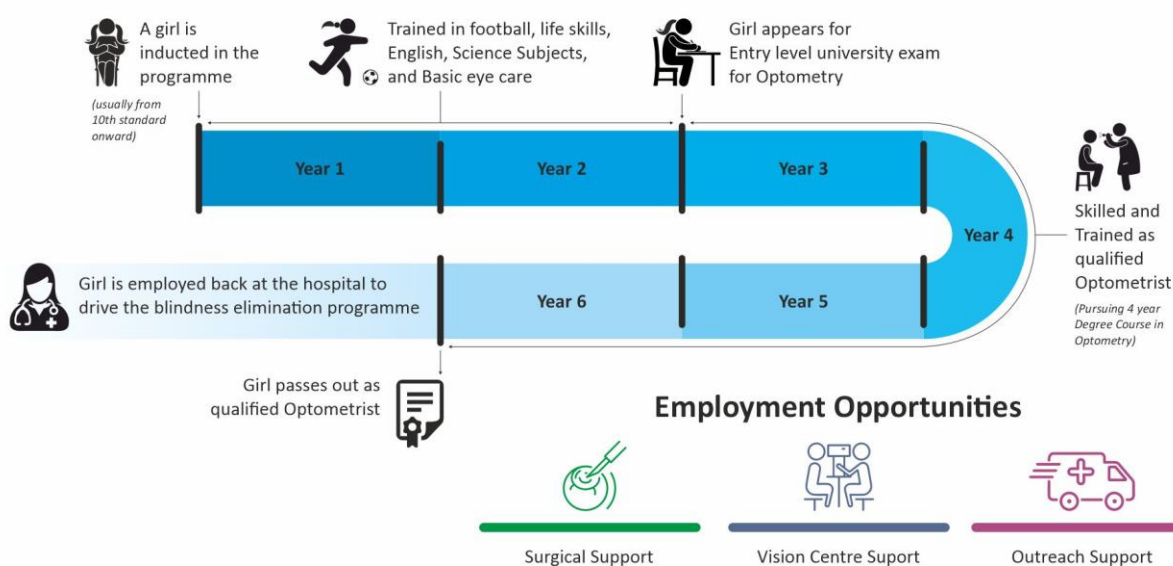 A girl is
inducted in the
programme
(usually from
10th standard
onward)
Trained in football, life skills,
English, Science Subjects,
and Basic eye care
Girl appears for
Entry level university exam
for Optometry
Year 1
Year 2
Year 3
Year 4
Skilled and
Trained as
qualified
Optometrist
(Pursuing 4 year
Degree Course in
Optometry)
Girl is employed back at the hospital to
drive the blindness elimination programme
Year 6
Year 5
Girl passes out as
qualified Optometrist
Employment Opportunities
Surgical Support
Vision Centre Suport
Outreach Support